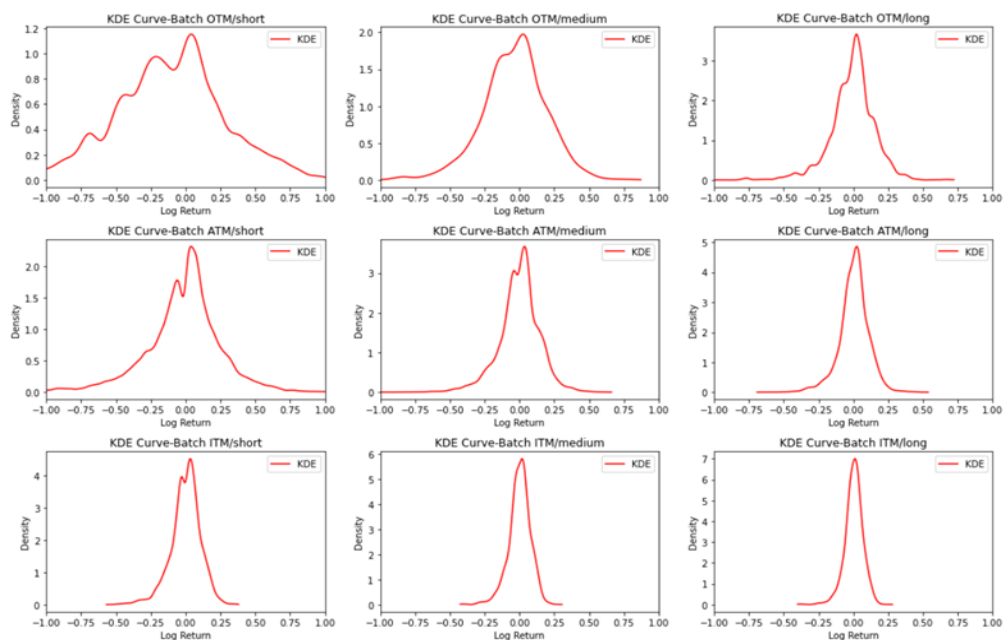 KDE Curve-Batch OTM/short
KDE Curve-Batch OTM/medium
KDE Curve-Batch OTM/long
1.2
1.0
0.8
0.6
0.4
0.2
0.0
Density
KDE
−1.00 −0.75 −0.50 −0.25 0.00 0.25 0.50 0.75 1.00
Log Return
2.0
1.5
1.0
0.5
0.0
Density
KDE
−1.00 −0.75 −0.50 −0.25 0.00 0.25 0.50 0.75 1.00
Log Return
3
2
1
0
Density
KDE
−1.00 −0.75 −0.50 −0.25 0.00 0.25 0.50 0.75 1.00
Log Return
KDE Curve-Batch ATM/short
KDE Curve-Batch ATM/medium
KDE Curve-Batch ATM/long
2.0
1.5
1.0
0.5
0.0
Density
KDE
−1.00 −0.75 −0.50 −0.25 0.00 0.25 0.50 0.75 1.00
Log Return
3
2
1
0
Density
KDE
−1.00 −0.75 −0.50 −0.25 0.00 0.25 0.50 0.75 1.00
Log Return
5
4
3
2
1
0
Density
KDE
−1.00 −0.75 −0.50 −0.25 0.00 0.25 0.50 0.75 1.00
Log Return
KDE Curve-Batch ITM/short
KDE Curve-Batch ITM/medium
KDE Curve-Batch ITM/long
4
3
2
1
0
Density
KDE
−1.00 −0.75 −0.50 −0.25 0.00 0.25 0.50 0.75 1.00
Log Return
6
5
4
3
2
1
0
Density
KDE
−1.00 −0.75 −0.50 −0.25 0.00 0.25 0.50 0.75 1.00
Log Return
7
6
5
4
3
2
1
0
Density
KDE
−1.00 −0.75 −0.50 −0.25 0.00 0.25 0.50 0.75 1.00
Log Return